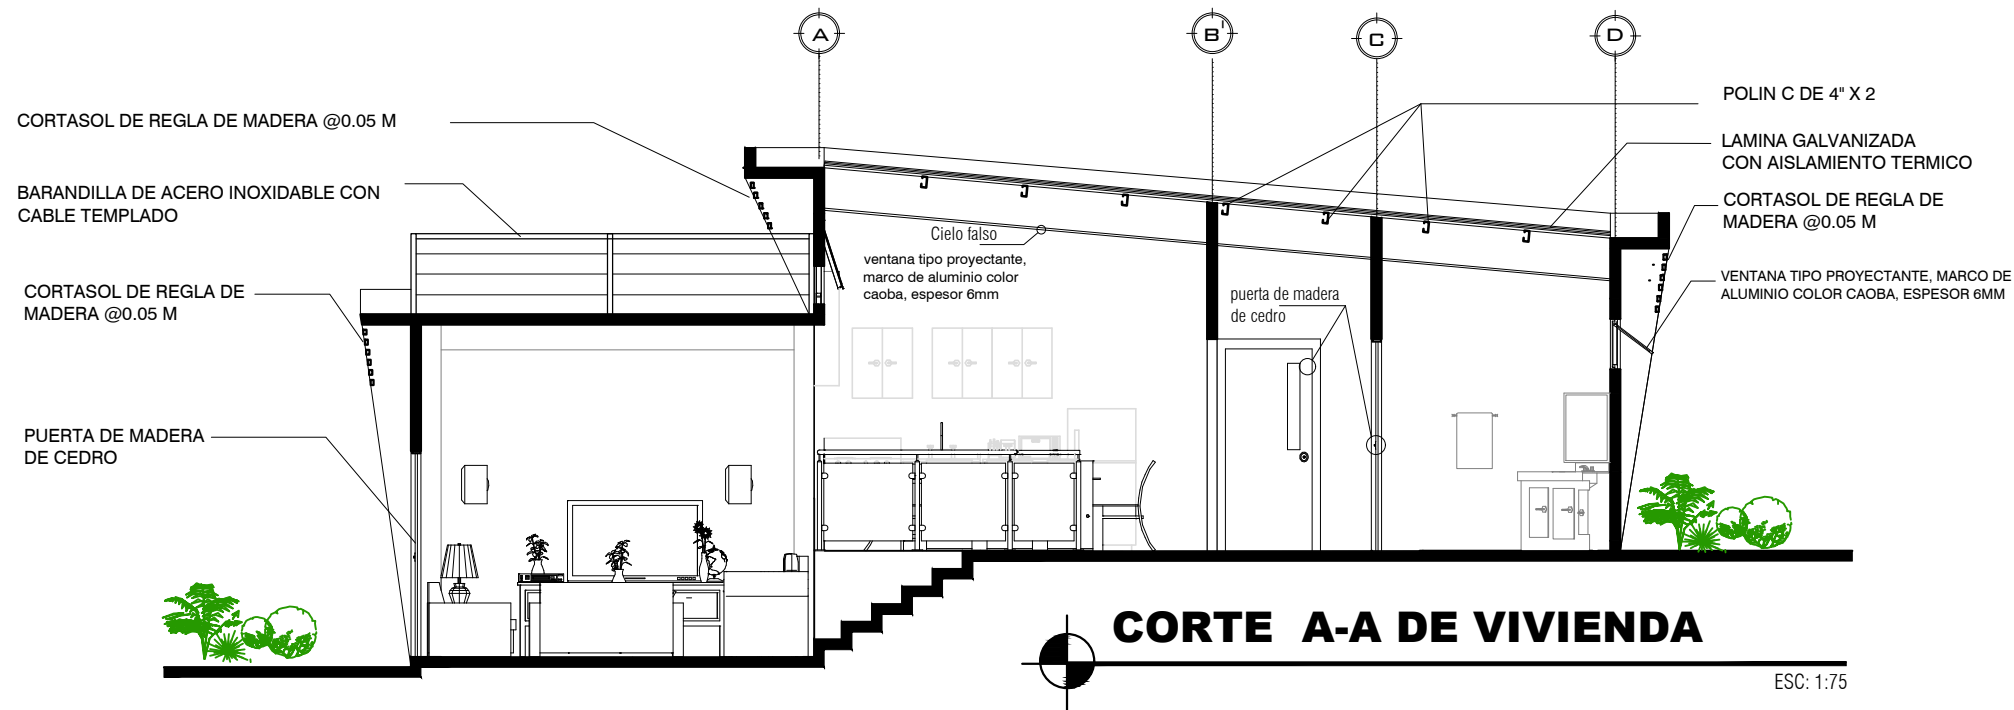 A
B'
C
D
CORTASOL DE REGLA DE MADERA @0.05 M
BARANDILLA DE ACERO INOXIDABLE CON
CABLE TEMPLADO
CORTASOL DE REGLA DE
MADERA @0.05 M
PUERTA DE MADERA
DE CEDRO
Cielo falso
ventana tipo proyectante,
marco de aluminio color
caoba, espesor 6mm
puerta de madera
de cedro
POLIN C DE 4" X 2
LAMINA GALVANIZADA
CON AISLAMIENTO TERMICO
CORTASOL DE REGLA DE
MADERA @0.05 M
VENTANA TIPO PROYECTANTE, MARCO DE
ALUMINIO COLOR CAOBA, ESPESOR 6MM
CORTE A-A DE VIVIENDA
ESC: 1:75